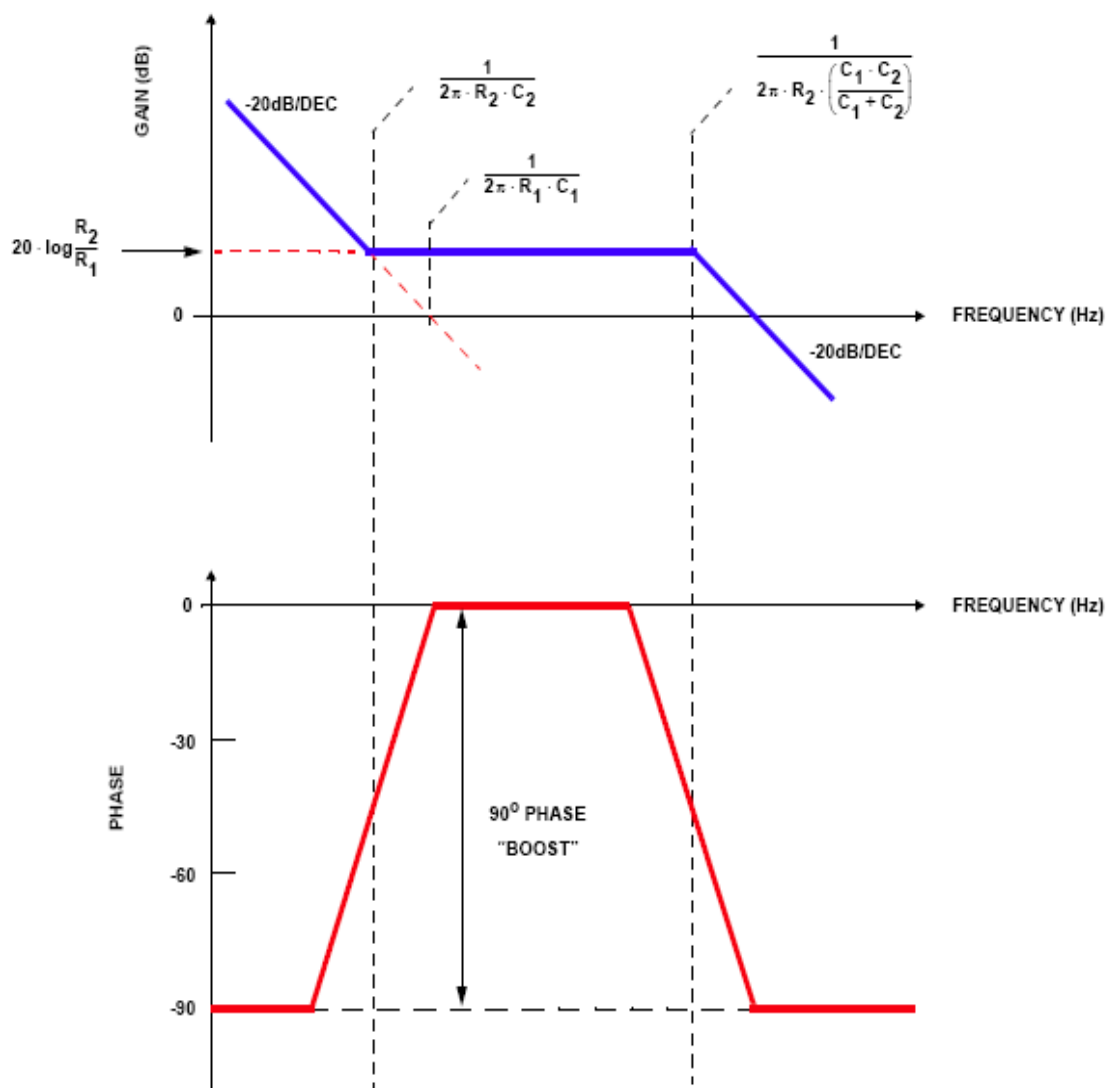 GAIN (dB)
-20dB/DEC
1
2π · R2 · C2
1
2π · R2 · (C1 · C2
C1 + C2)
1
2π · R1 · C1
20 · log R2
R1
0
FREQUENCY (Hz)
-20dB/DEC
0
FREQUENCY (Hz)
-30
PHASE
90O PHASE
"BOOST"
-60
-90